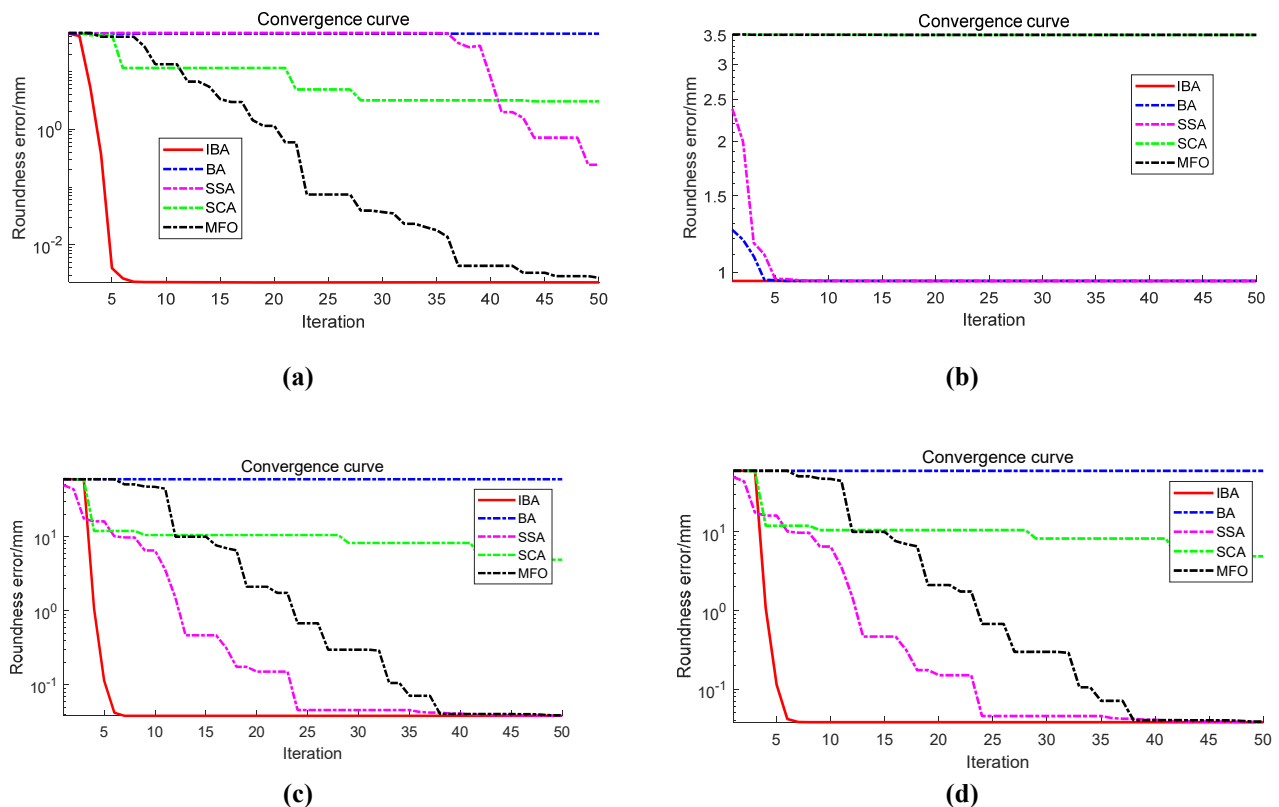 Convergence curve
Roundness error/mm
10^0
10^-2
IBA
BA
SSA
SCA
MFO
5 10 15 20 25 30 35 40 45 50
Iteration
(a)
Convergence curve
Roundness error/mm
3.5
3
2.5
2
1.5
1
IBA
BA
SSA
SCA
MFO
5 10 15 20 25 30 35 40 45 50
Iteration
(b)
Convergence curve
Roundness error/mm
10^1
10^0
10^-1
IBA
BA
SSA
SCA
MFO
5 10 15 20 25 30 35 40 45 50
Iteration
(c)
Convergence curve
Roundness error/mm
10^1
10^0
10^-1
IBA
BA
SSA
SCA
MFO
5 10 15 20 25 30 35 40 45 50
Iteration
(d)